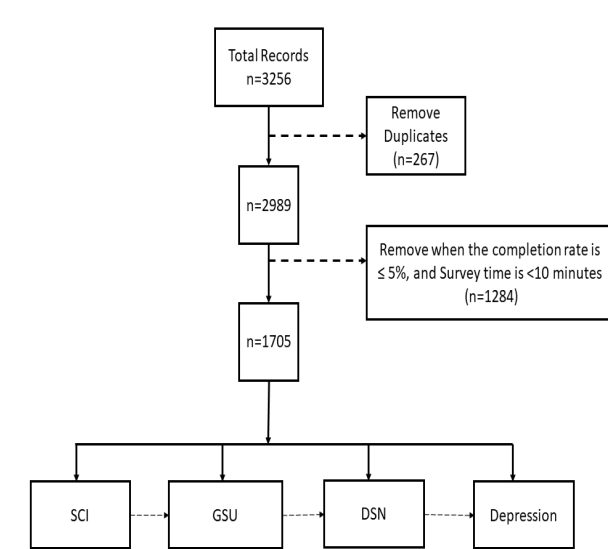 Total Records
n=3256
Remove
Duplicates
(n=267)
n=2989
Remove when the completion rate is
≤ 5%, and Survey time is <10 minutes
(n=1284)
n=1705
SCI
GSU
DSN
Depression